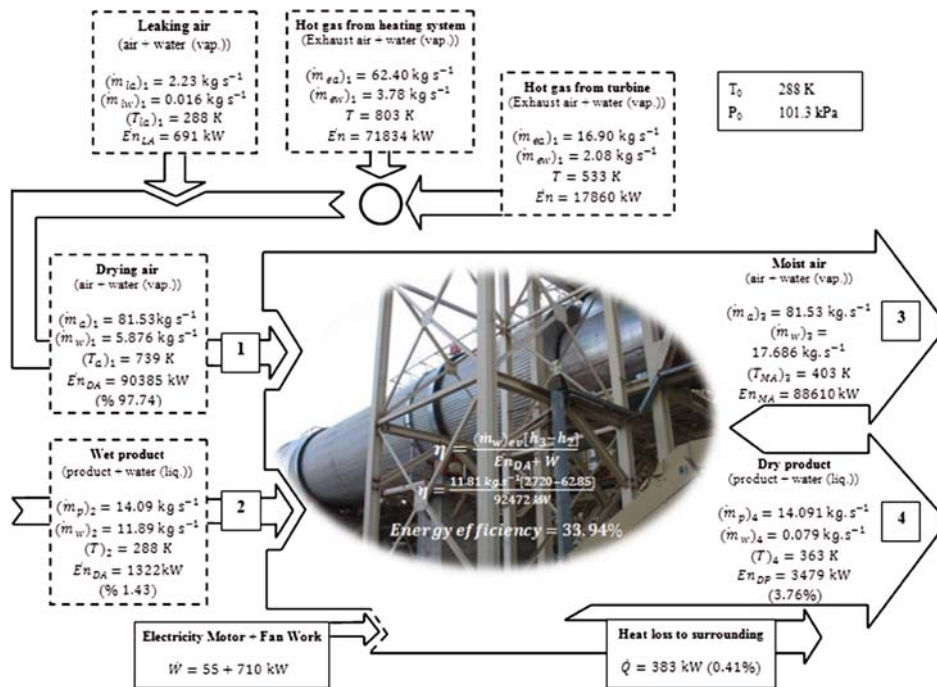 Leaking air
(air + water (vap.))
(ṁ_la)₁ = 2.23 kg s⁻¹
(ṁ_lw)₁ = 0.016 kg s⁻¹
(T_la)₁ = 288 K
Ėn_LA = 691 kW
Hot gas from heating system
(Exhaust air + water (vap.))
(ṁ_ea)₁ = 62.40 kg s⁻¹
(ṁ_ew)₁ = 3.78 kg s⁻¹
T = 803 K
Ėn = 71834 kW
Hot gas from turbine
(Exhaust air + water (vap.))
(ṁ_ea)₁ = 16.90 kg s⁻¹
(ṁ_ew)₁ = 2.08 kg s⁻¹
T = 533 K
Ėn = 17860 kW
T₀ 288 K
P₀ 101.3 kPa
Drying air
(air + water (vap.))
(ṁ_a)₁ = 81.53kg s⁻¹
(ṁ_w)₁ = 5.876 kg s⁻¹
(T_a)₁ = 739 K
Ėn_DA = 90385 kW
(% 97.74)
1
Wet product
(product + water (liq.))
(ṁ_p)₂ = 14.09 kg s⁻¹
(ṁ_w)₂ = 11.89 kg s⁻¹
(T)₂ = 288 K
Ėn_DA = 1322kW
(% 1.43)
2
η = (ṁ_w)_ev[h₃−h₂] / Ėn_DA + Ẇ
η = 11.81 kg.s⁻¹(2720−62.85) / 92472 kW
Energy efficiency = 33.94%
Moist air
(air + water (vap.))
(ṁ_a)₃ = 81.53 kg s⁻¹
(ṁ_w)₃ =
17.686 kg.s⁻¹
(T_MA)₃ = 403 K
Ėn_MA = 88610 kW
3
Dry product
(product + water (liq.))
(ṁ_p)₄ = 14.091 kg.s⁻¹
(ṁ_w)₄ = 0.079 kg.s⁻¹
(T)₄ = 363 K
Ėn_DP = 3479 kW
(3.76%)
4
Electricity Motor + Fan Work
Ẇ = 55 + 710 kW
Heat loss to surrounding
Q̇ = 383 kW (0.41%)